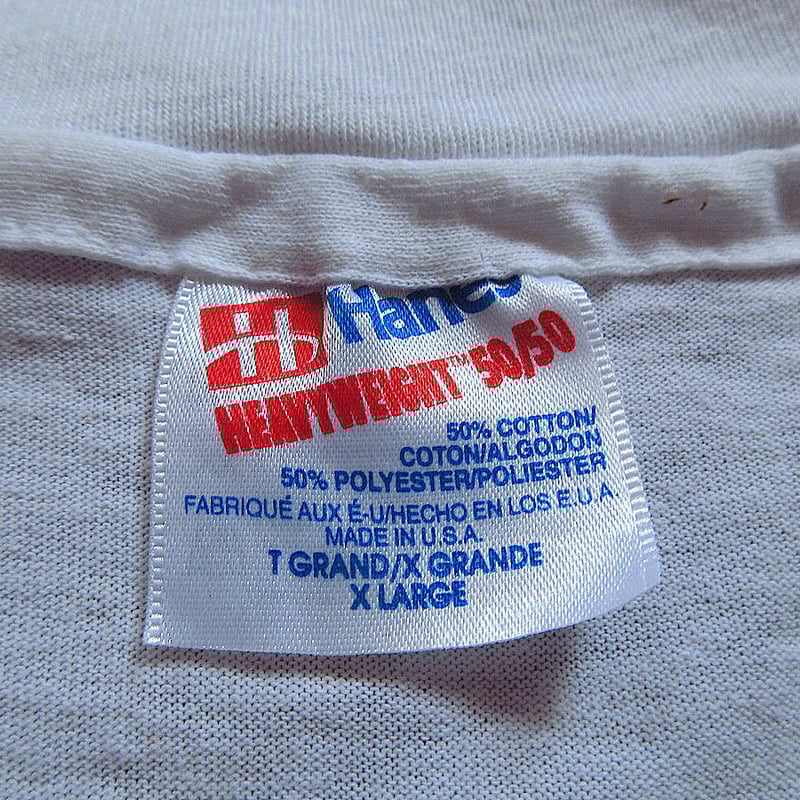 Hanes
HEAVYWEIGHT™ 50/50
50% COTTON/
COTON/ALGODON
50% POLYESTER/POLIESTER
FABRIQUÉ AUX É-U/HECHO EN LOS E.U.A.
MADE IN U.S.A.
T GRAND/X GRANDE
X LARGE